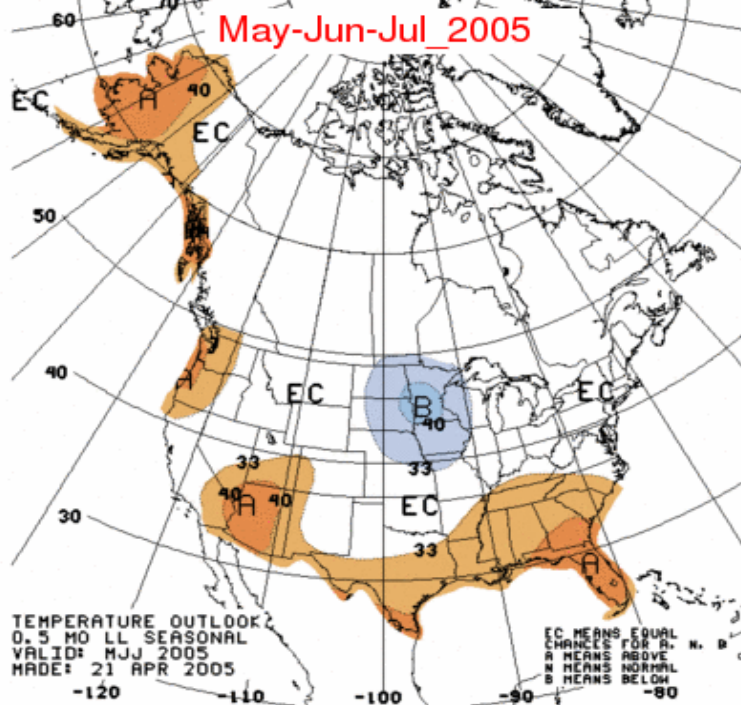 May-Jun-Jul_2005
60
EC
A
40
EC
50
40
A
EC
B
40
EC
33
33
40
A
40
EC
33
30
A
TEMPERATURE OUTLOOK
0.5 MO LL SEASONAL
VALID: MJJ 2005
MADE: 21 APR 2005
EC MEANS EQUAL
CHANCES FOR A, N, B
A MEANS ABOVE
N MEANS NORMAL
B MEANS BELOW
-120
-110
-100
-90
-80